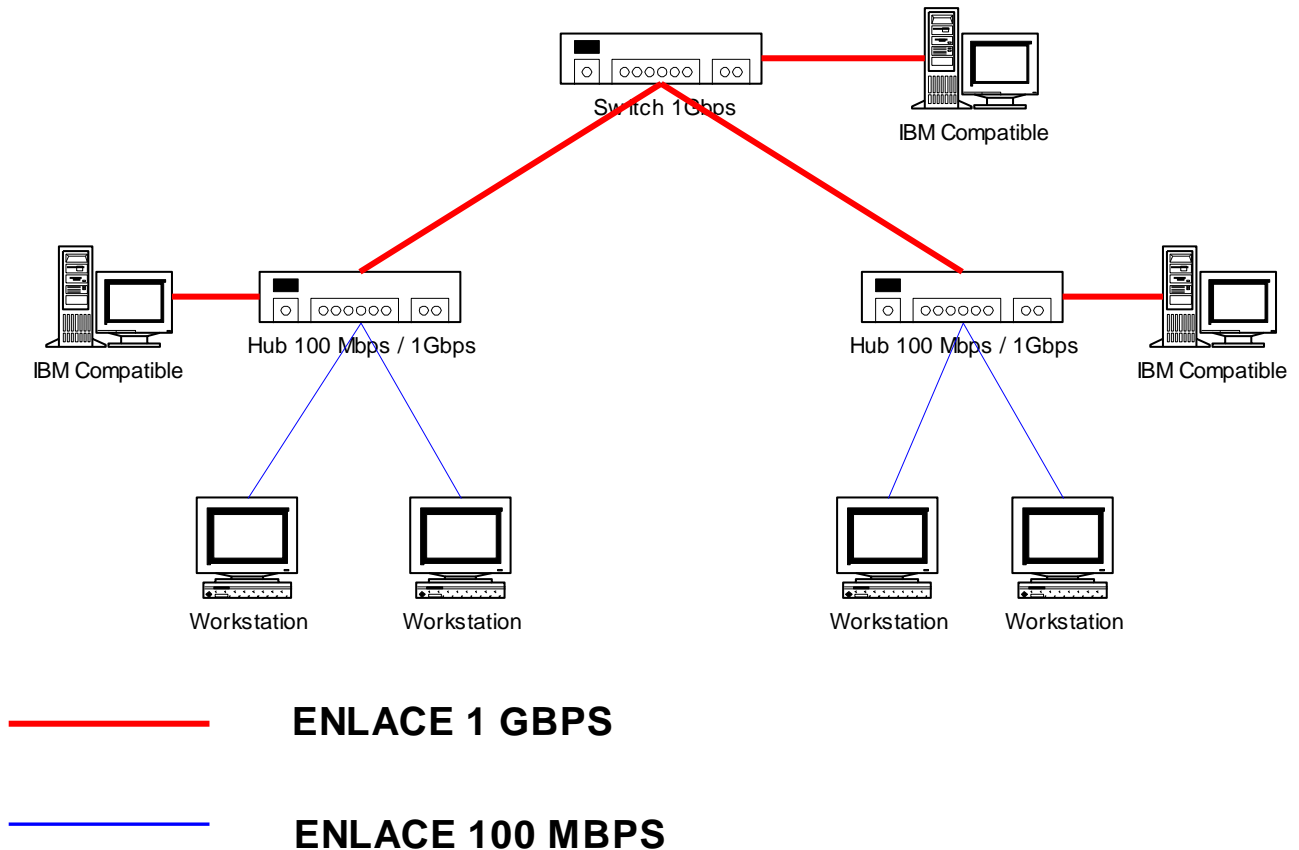 Switch 1Gbps
IBM Compatible
Hub 100 Mbps / 1Gbps
Hub 100 Mbps / 1Gbps
IBM Compatible
IBM Compatible
Workstation
Workstation
Workstation
Workstation
ENLACE 1 GBPS
ENLACE 100 MBPS